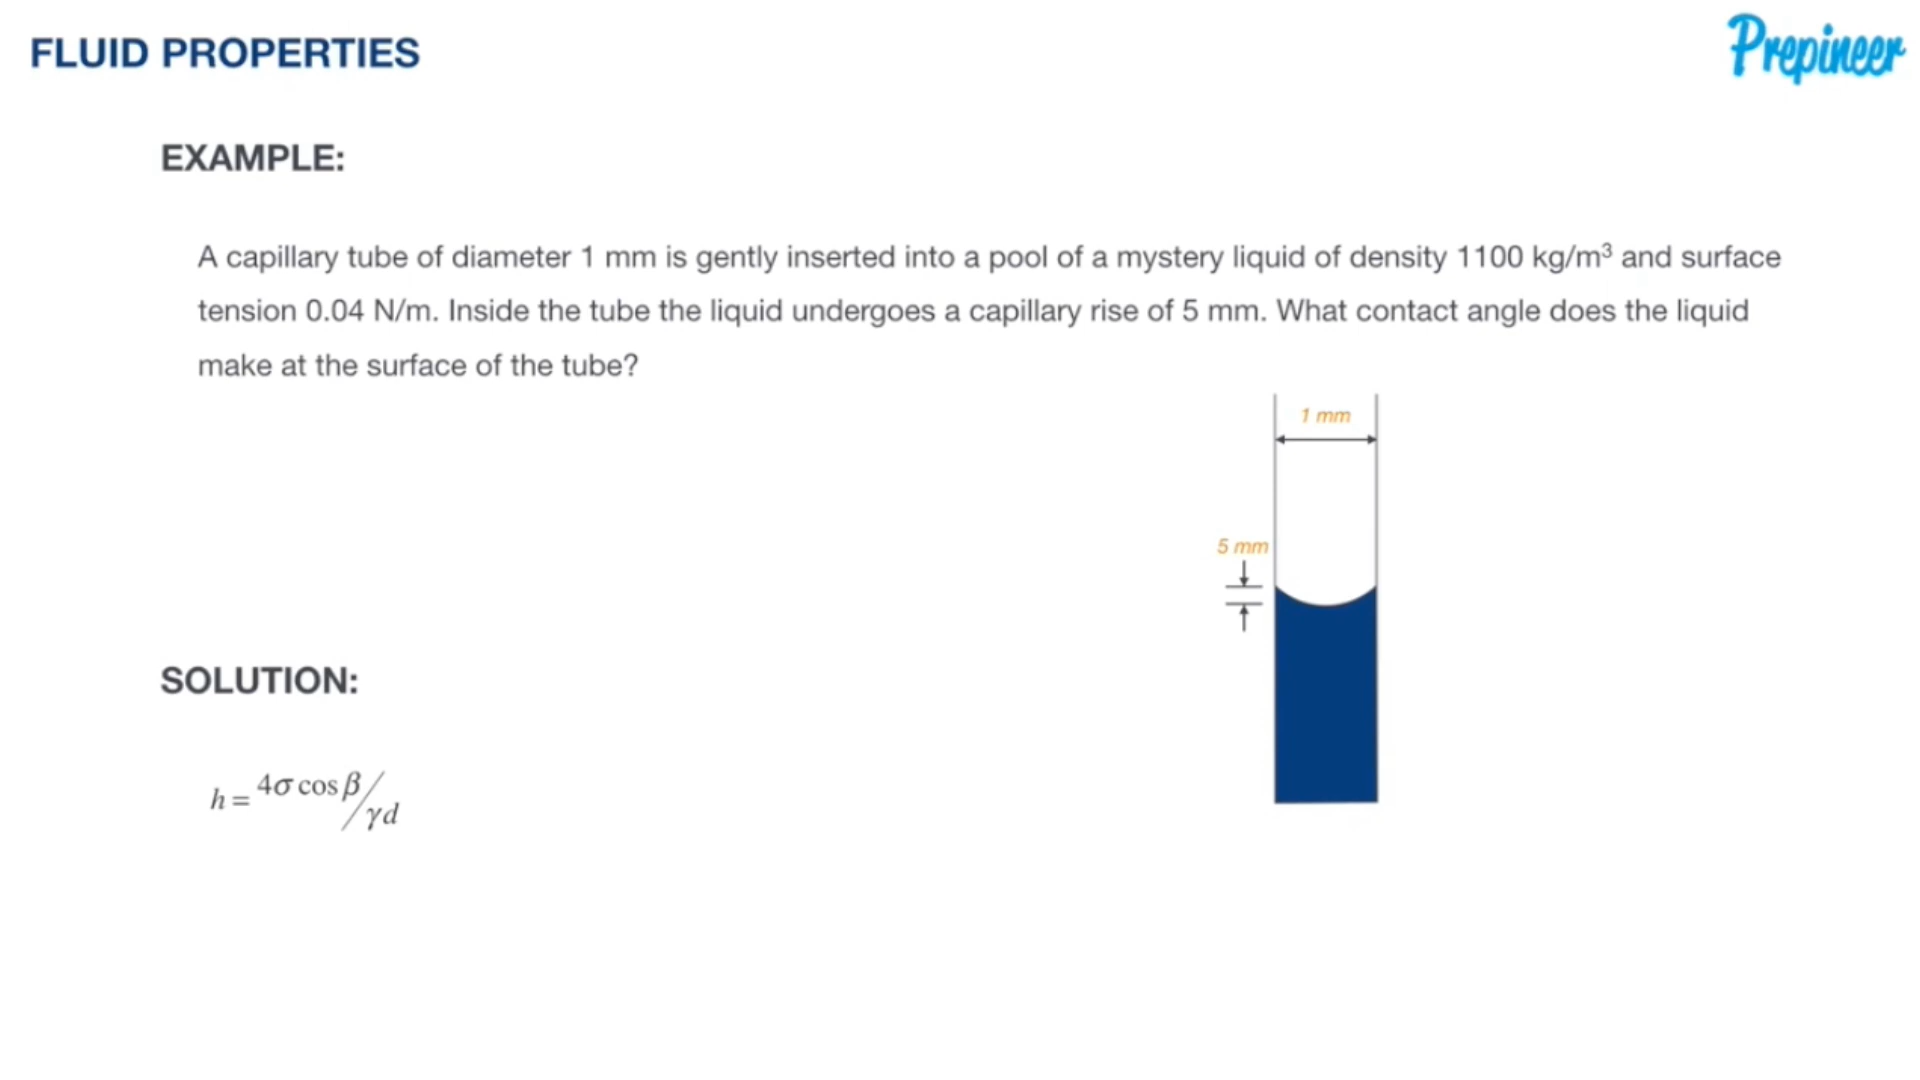 FLUID PROPERTIES
Prepineer
EXAMPLE:
A capillary tube of diameter 1 mm is gently inserted into a pool of a mystery liquid of density 1100 kg/m³ and surface
tension 0.04 N/m. Inside the tube the liquid undergoes a capillary rise of 5 mm. What contact angle does the liquid
make at the surface of the tube?
1 mm
5 mm
SOLUTION:
h = 4σ cos β / γd